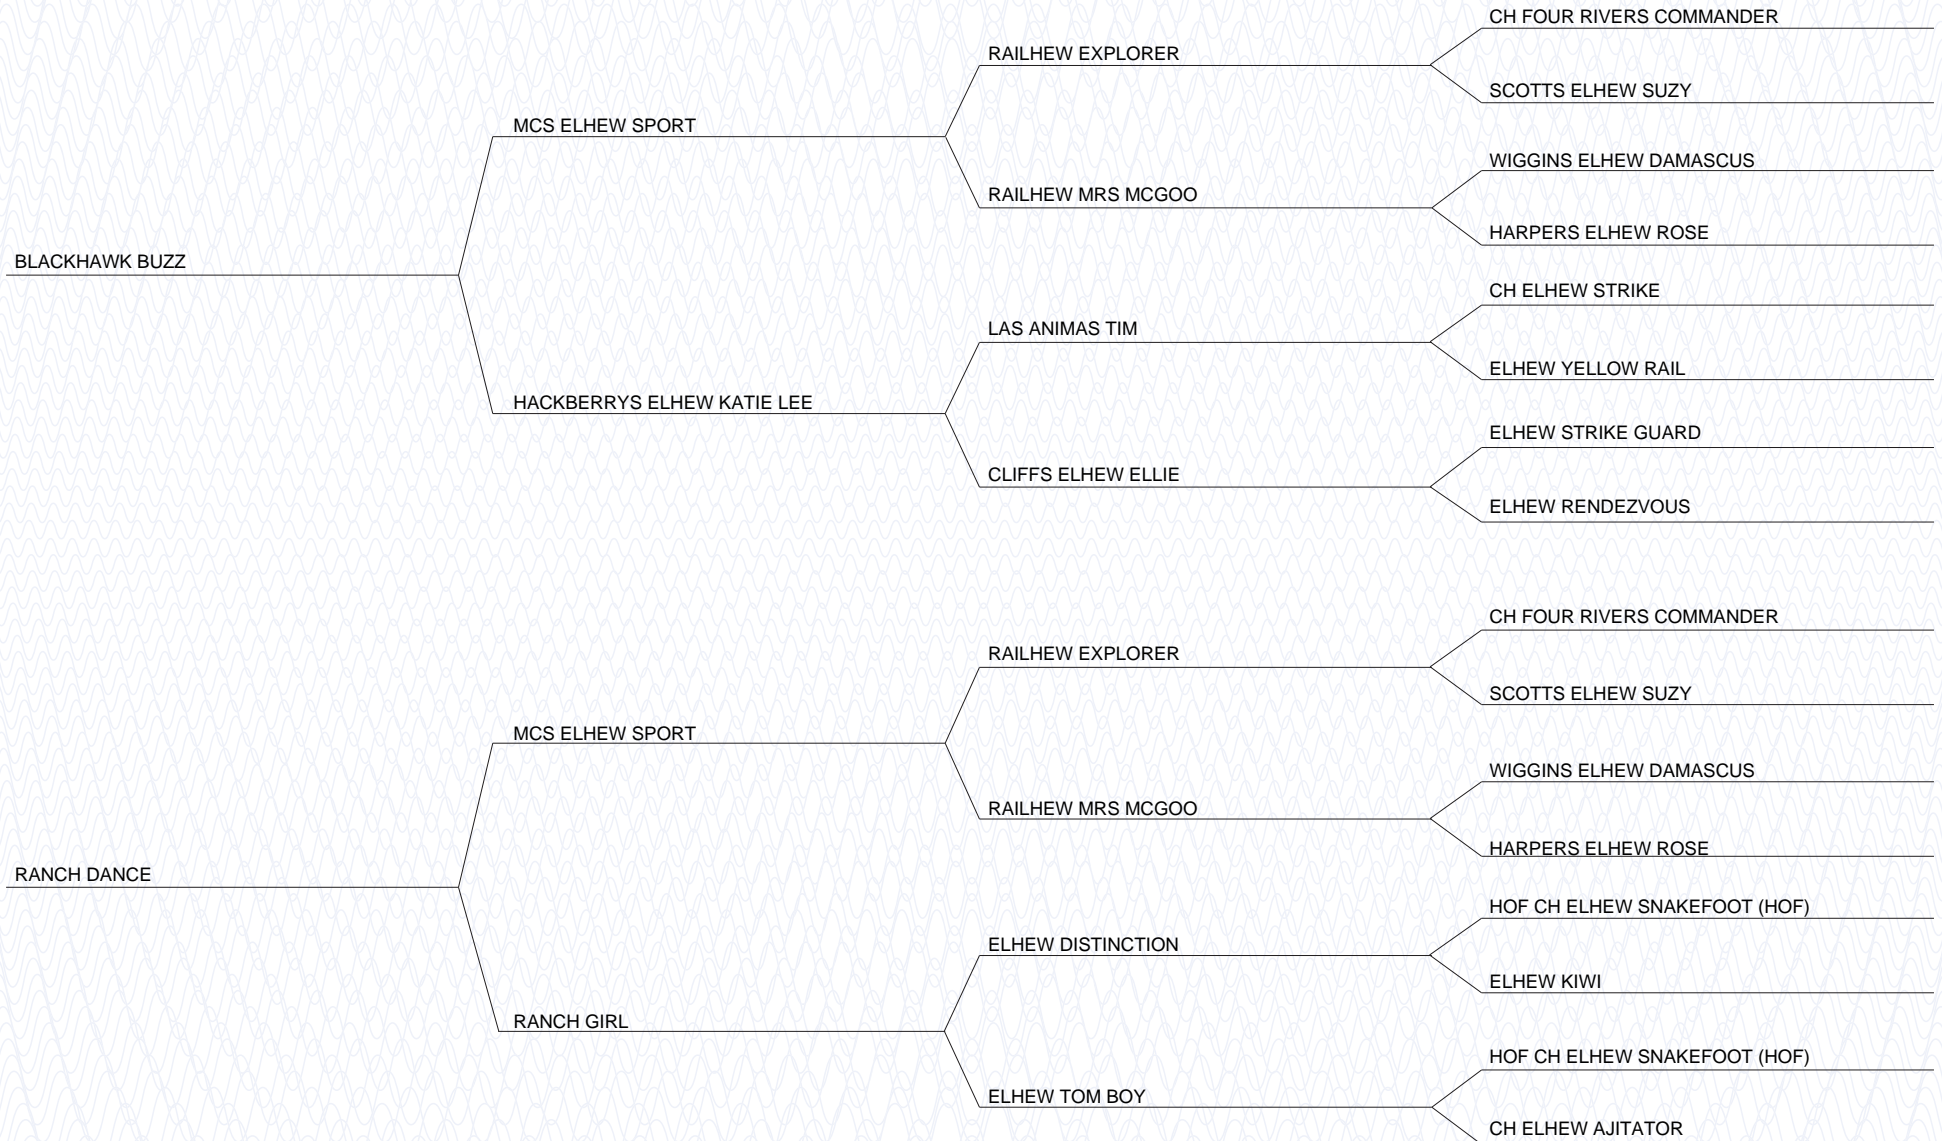 CH FOUR RIVERS COMMANDER
RAILHEW EXPLORER
SCOTTS ELHEW SUZY
MCS ELHEW SPORT
WIGGINS ELHEW DAMASCUS
RAILHEW MRS MCGOO
HARPERS ELHEW ROSE
BLACKHAWK BUZZ
CH ELHEW STRIKE
LAS ANIMAS TIM
ELHEW YELLOW RAIL
HACKBERRYS ELHEW KATIE LEE
ELHEW STRIKE GUARD
CLIFFS ELHEW ELLIE
ELHEW RENDEZVOUS
CH FOUR RIVERS COMMANDER
RAILHEW EXPLORER
SCOTTS ELHEW SUZY
MCS ELHEW SPORT
WIGGINS ELHEW DAMASCUS
RAILHEW MRS MCGOO
HARPERS ELHEW ROSE
RANCH DANCE
HOF CH ELHEW SNAKEFOOT (HOF)
ELHEW DISTINCTION
ELHEW KIWI
RANCH GIRL
HOF CH ELHEW SNAKEFOOT (HOF)
ELHEW TOM BOY
CH ELHEW AJITATOR